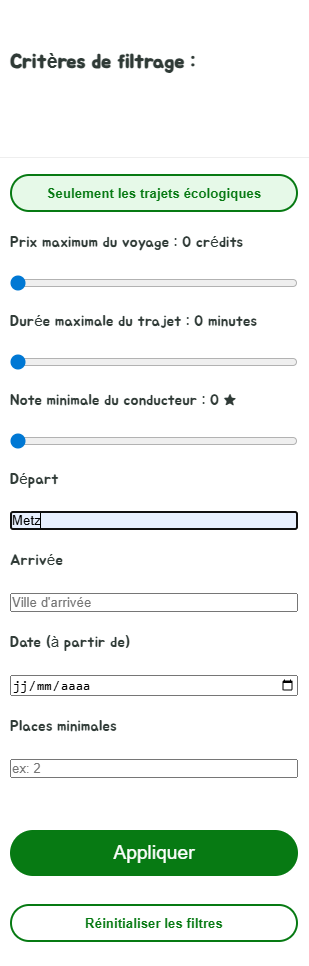 Critères de filtrage :
Seulement les trajets écologiques
Prix maximum du voyage : 0 crédits
Durée maximale du trajet : 0 minutes
Note minimale du conducteur : 0 ★
Départ
Metz
Arrivée
Ville d'arrivée
Date (à partir de)
jj/mm/aaaa
Places minimales
ex: 2
Appliquer
Réinitialiser les filtres